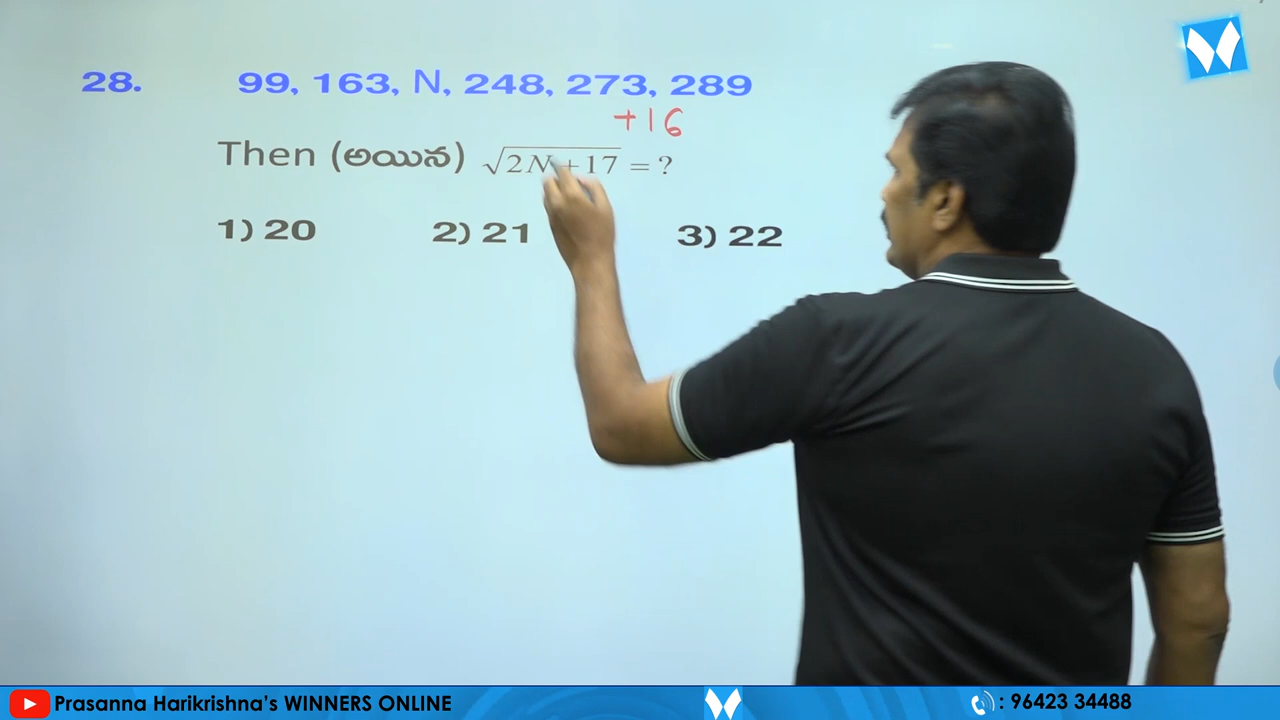 28. 99, 163, N, 248, 273, 289
+16
Then (అయిన) √2N+17 = ?
1) 20 2) 21 3) 22
Prasanna Harikrishna's WINNERS ONLINE : 96423 34488